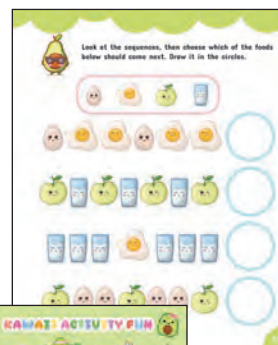 Look at the sequences, then choose which of the foods
below should come next. Draw it in the circles.
KAWAII ACTIVITY FUN